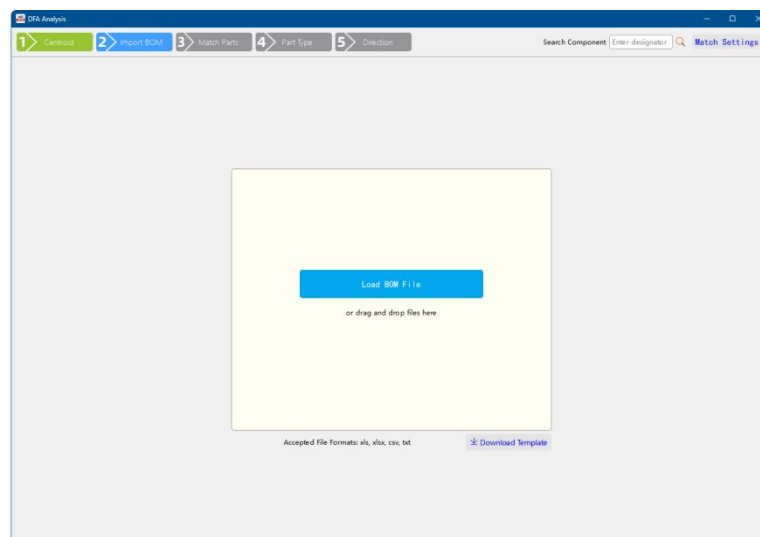 DFA Analysis
1 Centroid 2 Import BOM 3 Match Parts 4 Part Type 5 Direction Search Component Enter designator Match Settings
Load BOM File
or drag and drop files here
Accepted File Formats: xls, xlsx, csv, txt Download Template